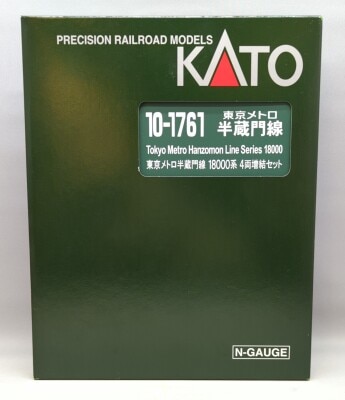 PRECISION RAILROAD MODELS
KATO
10-1761 東京メトロ 半蔵門線
Tokyo Metro Hanzomon Line Series 18000
東京メトロ半蔵門線 18000系 4両増結セット
N-GAUGE